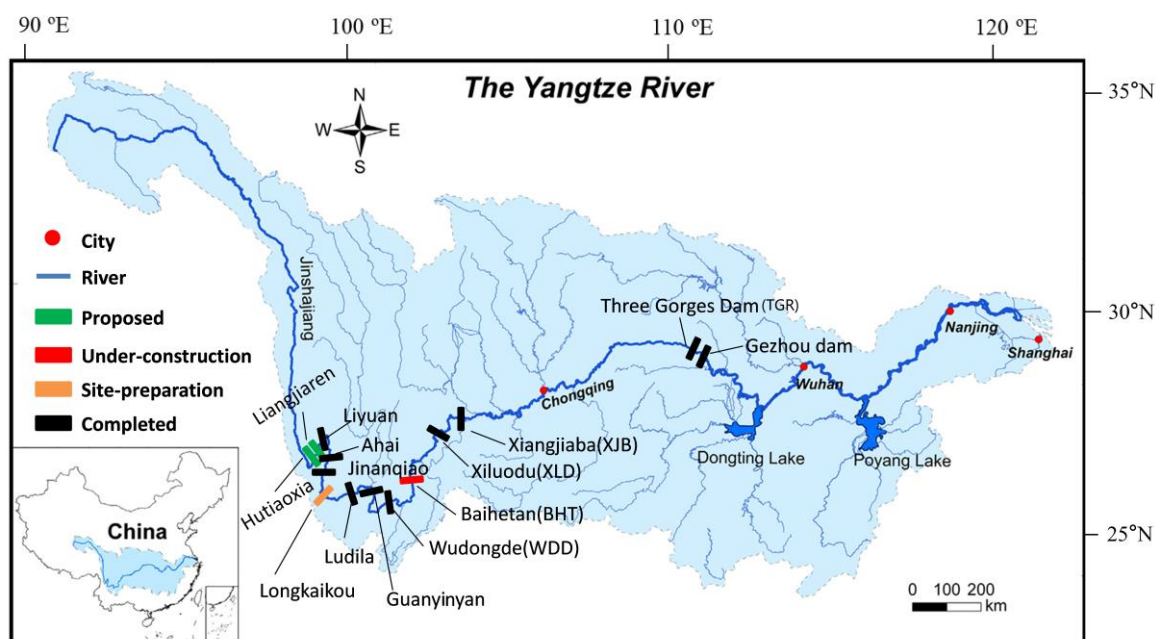 90 ºE
100 ºE
110 ºE
120 ºE
The Yangtze River
35°N
N
W
E
S
City
River
Proposed
Under-construction
Site-preparation
Completed
Jinshajiang
30°N
Three Gorges Dam (TGR)
Gezhou dam
Nanjing
Shanghai
Wuhan
Chongqing
Liangjiaren
Liyuan
Ahai
Jinanqiao
Hutiaoxia
Xiangjiaba(XJB)
Xiluodu(XLD)
Dongting Lake
Poyang Lake
Baihetan(BHT)
Wudongde(WDD)
25°N
Ludila
Longkaikou
Guanyinyan
China
0 100 200
km